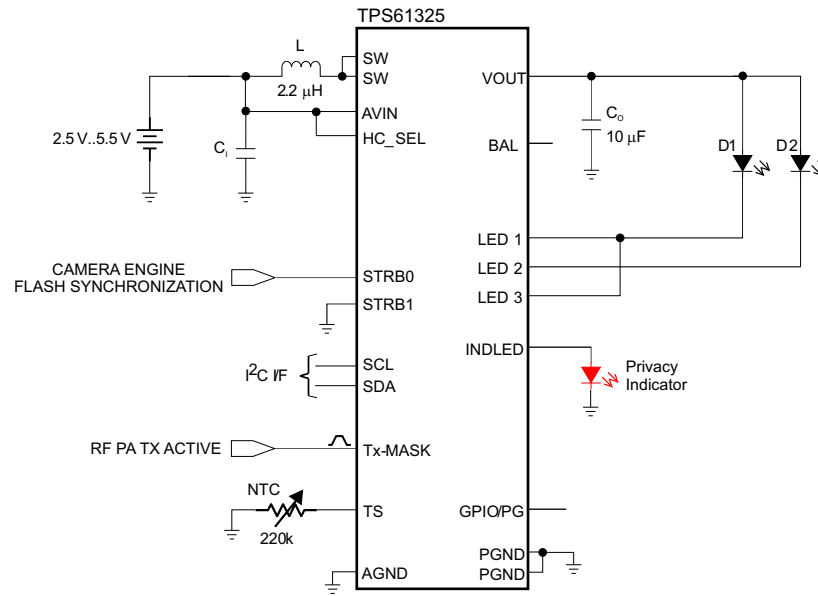 TPS61325
L
2.2 μH
SW
SW
AVIN
HC_SEL
2.5 V..5.5 V
C_I
VOUT
C_O
10 μF
BAL
D1
D2
LED 1
LED 2
LED 3
CAMERA ENGINE
FLASH SYNCHRONIZATION
STRB0
STRB1
INDLED
Privacy
Indicator
I²C I/F
SCL
SDA
RF PA TX ACTIVE
Tx-MASK
NTC
220k
TS
GPIO/PG
AGND
PGND
PGND